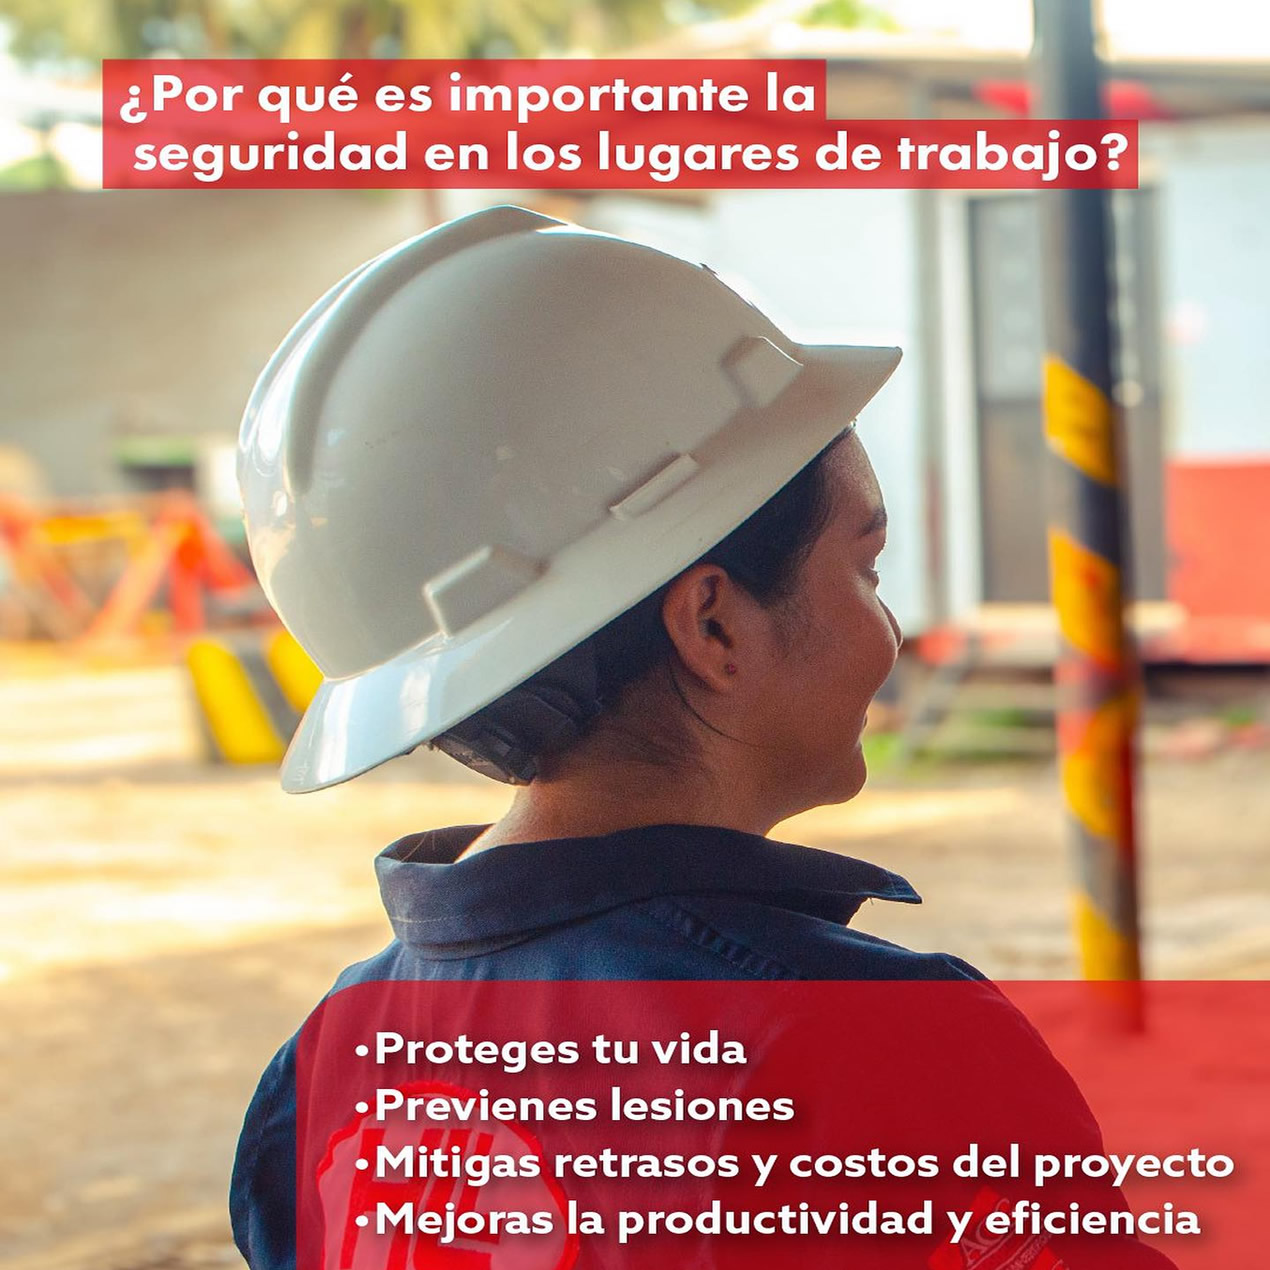 ¿Por qué es importante la
seguridad en los lugares de trabajo?
•Proteges tu vida
•Previenes lesiones
•Mitigas retrasos y costos del proyecto
•Mejoras la productividad y eficiencia